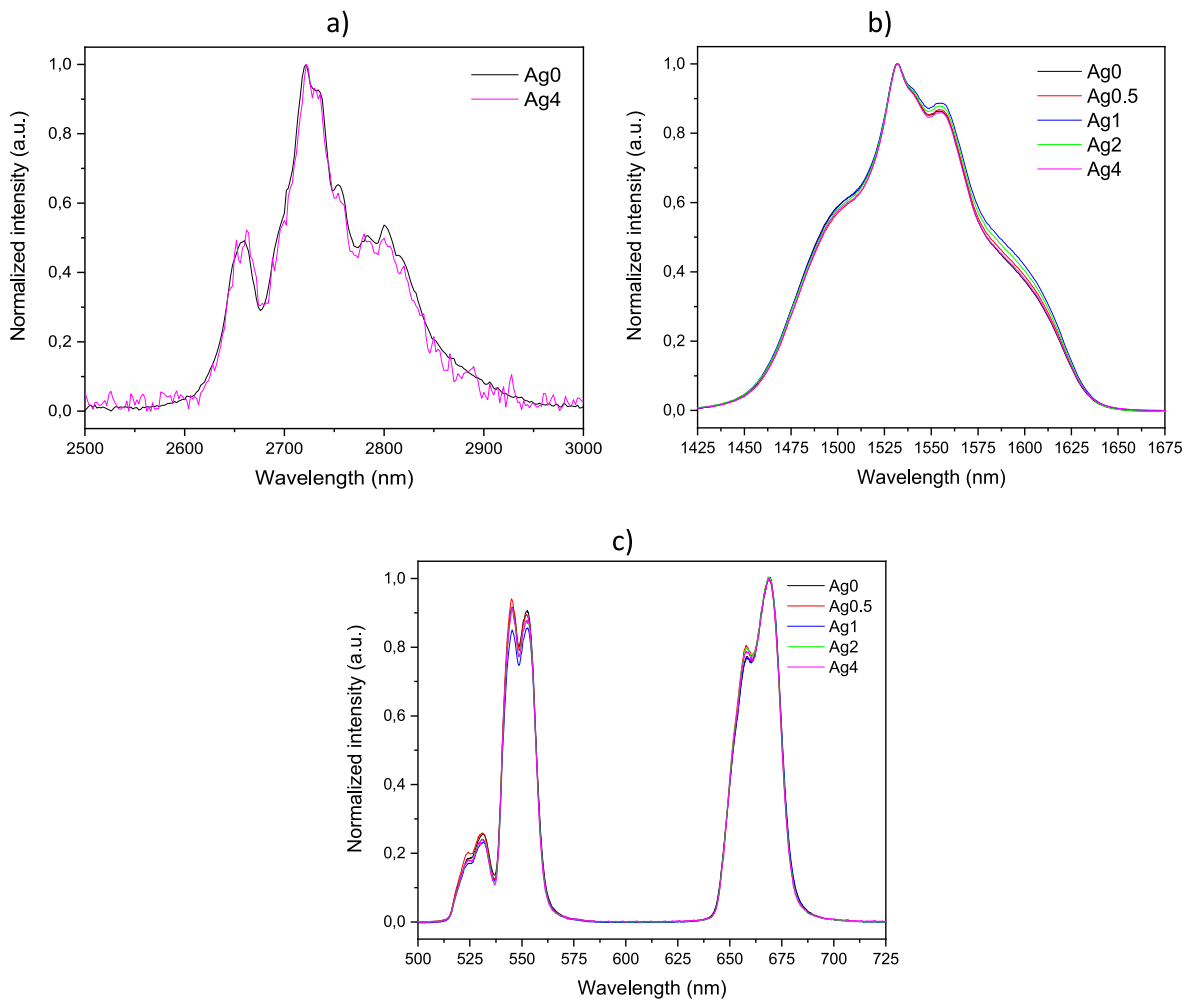 a)
1,0
0,8
0,6
0,4
0,2
0,0
Normalized intensity (a.u.)
2500 2600 2700 2800 2900 3000
Wavelength (nm)
Ag0
Ag4
b)
1,0
0,8
0,6
0,4
0,2
0,0
Normalized intensity (a.u.)
1425 1450 1475 1500 1525 1550 1575 1600 1625 1650 1675
Wavelength (nm)
Ag0
Ag0.5
Ag1
Ag2
Ag4
c)
1,0
0,8
0,6
0,4
0,2
0,0
Normalized intensity (a.u.)
500 525 550 575 600 625 650 675 700 725
Wavelength (nm)
Ag0
Ag0.5
Ag1
Ag2
Ag4